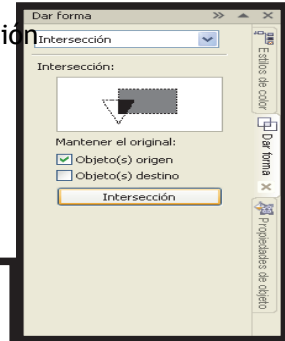 Dar forma
ión
Intersección
Intersección:
Mantener el original:
Objeto(s) origen
Objeto(s) destino
Intersección
Estilos de color
Dar forma
Propiedades de objeto